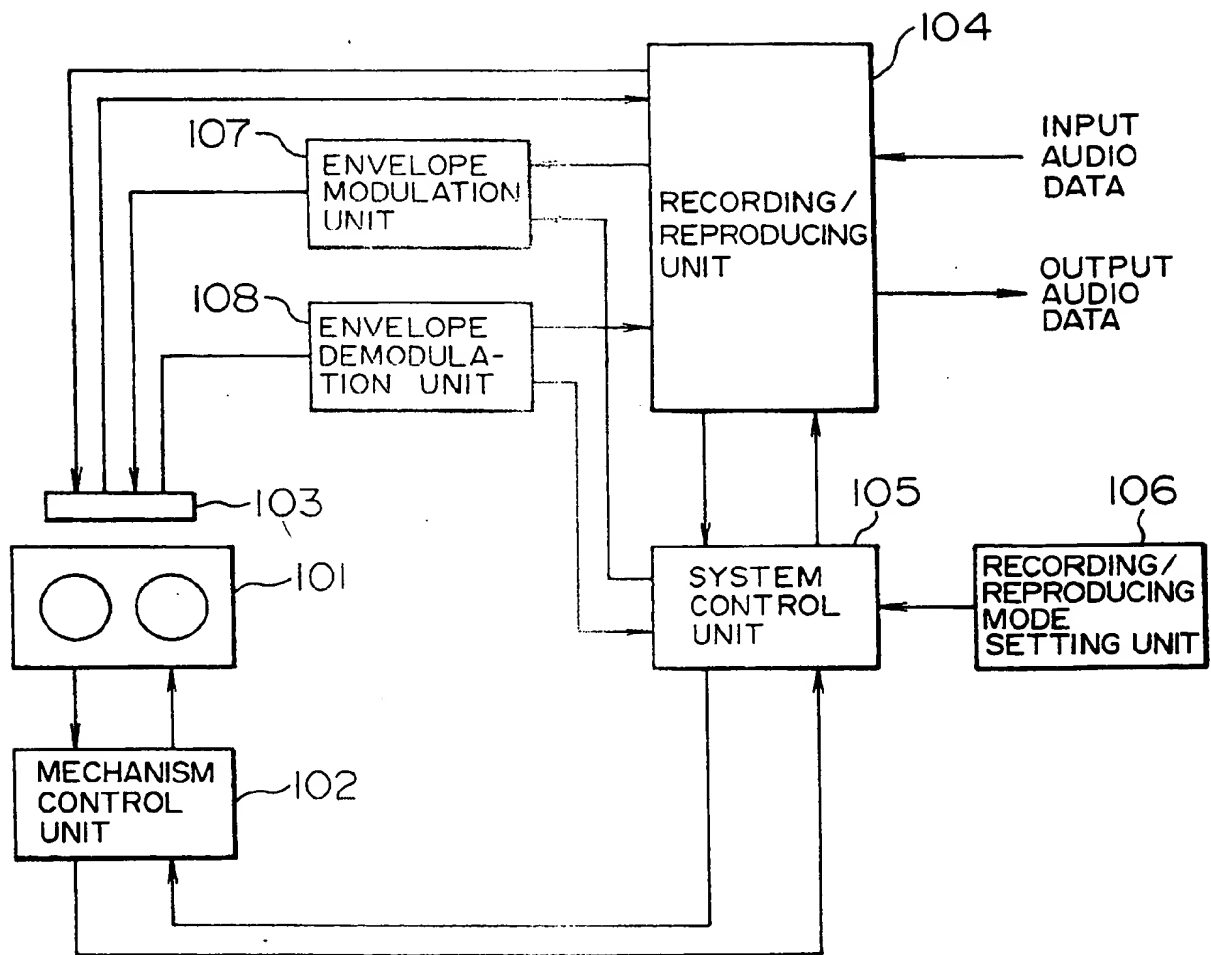 104
107
ENVELOPE
MODULATION
UNIT
INPUT
AUDIO
DATA
RECORDING/
REPRODUCING
UNIT
OUTPUT
AUDIO
DATA
108
ENVELOPE
DEMODULA-
TION UNIT
103
101
105
106
SYSTEM
CONTROL
UNIT
RECORDING/
REPRODUCING
MODE
SETTING UNIT
MECHANISM
CONTROL
UNIT
102